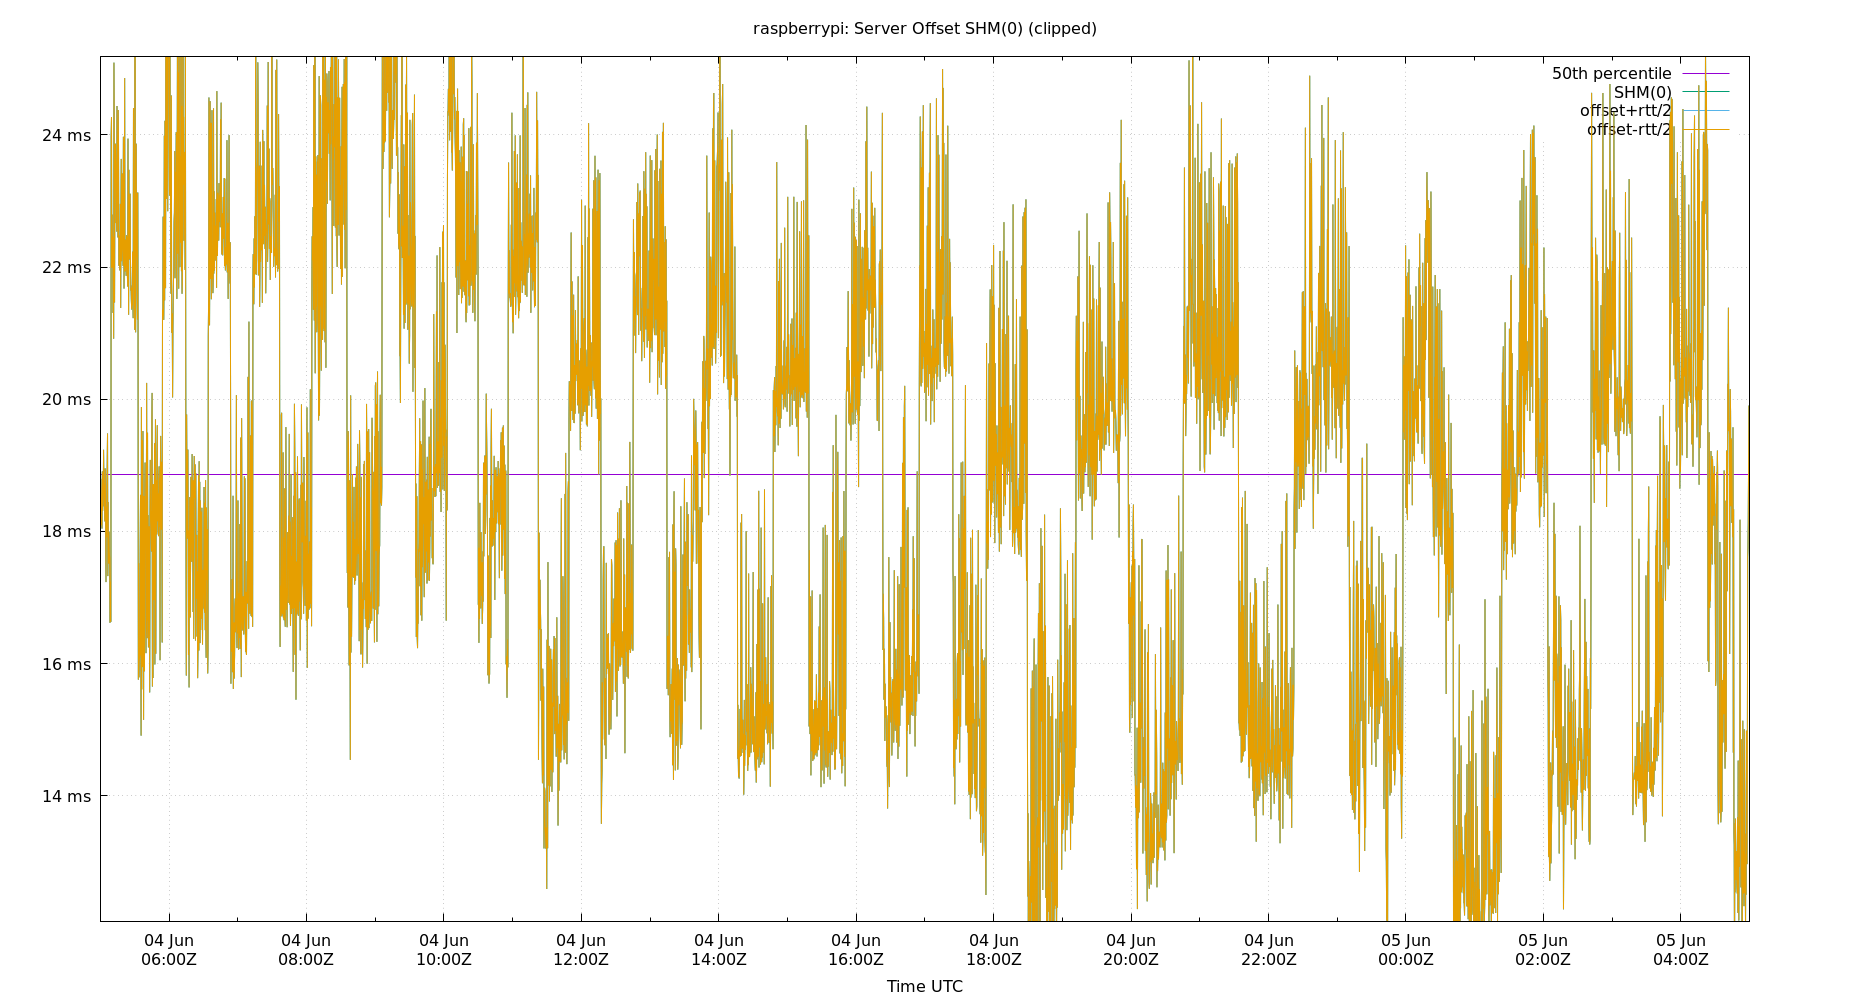 raspberrypi: Server Offset SHM(0) (clipped)
50th percentile
SHM(0)
offset+rtt/2
offset-rtt/2
24 ms
22 ms
20 ms
18 ms
16 ms
14 ms
04 Jun 04 Jun 04 Jun 04 Jun 04 Jun 04 Jun 04 Jun 04 Jun 04 Jun 05 Jun 05 Jun 05 Jun
06:00Z 08:00Z 10:00Z 12:00Z 14:00Z 16:00Z 18:00Z 20:00Z 22:00Z 00:00Z 02:00Z 04:00Z
Time UTC